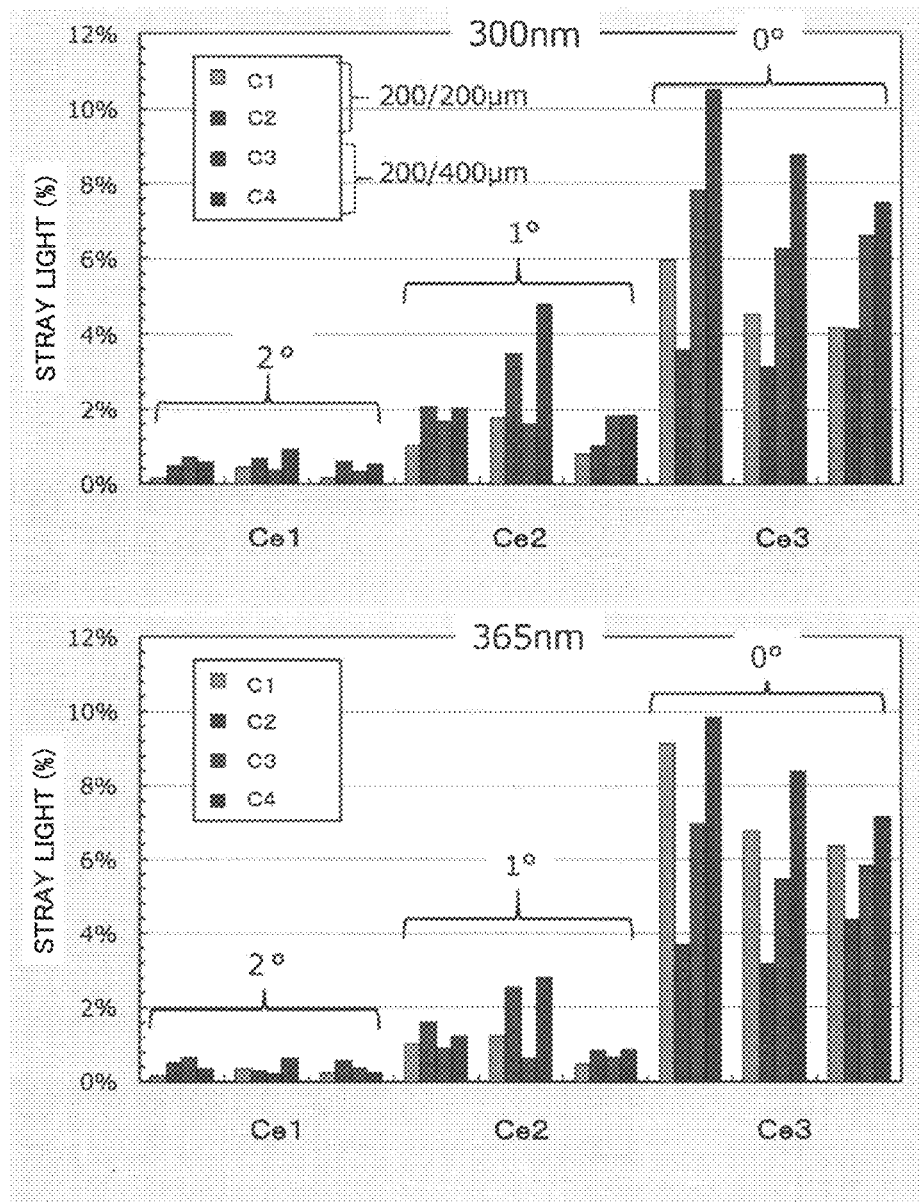 300nm
0°
12%
10%
8%
6%
4%
2%
0%
STRAY LIGHT (%)
C1
C2
C3
C4
200/200μm
200/400μm
2°
1°
Ce1 Ce2 Ce3
365nm
0°
12%
10%
8%
6%
4%
2%
0%
STRAY LIGHT (%)
C1
C2
C3
C4
2°
1°
Ce1 Ce2 Ce3